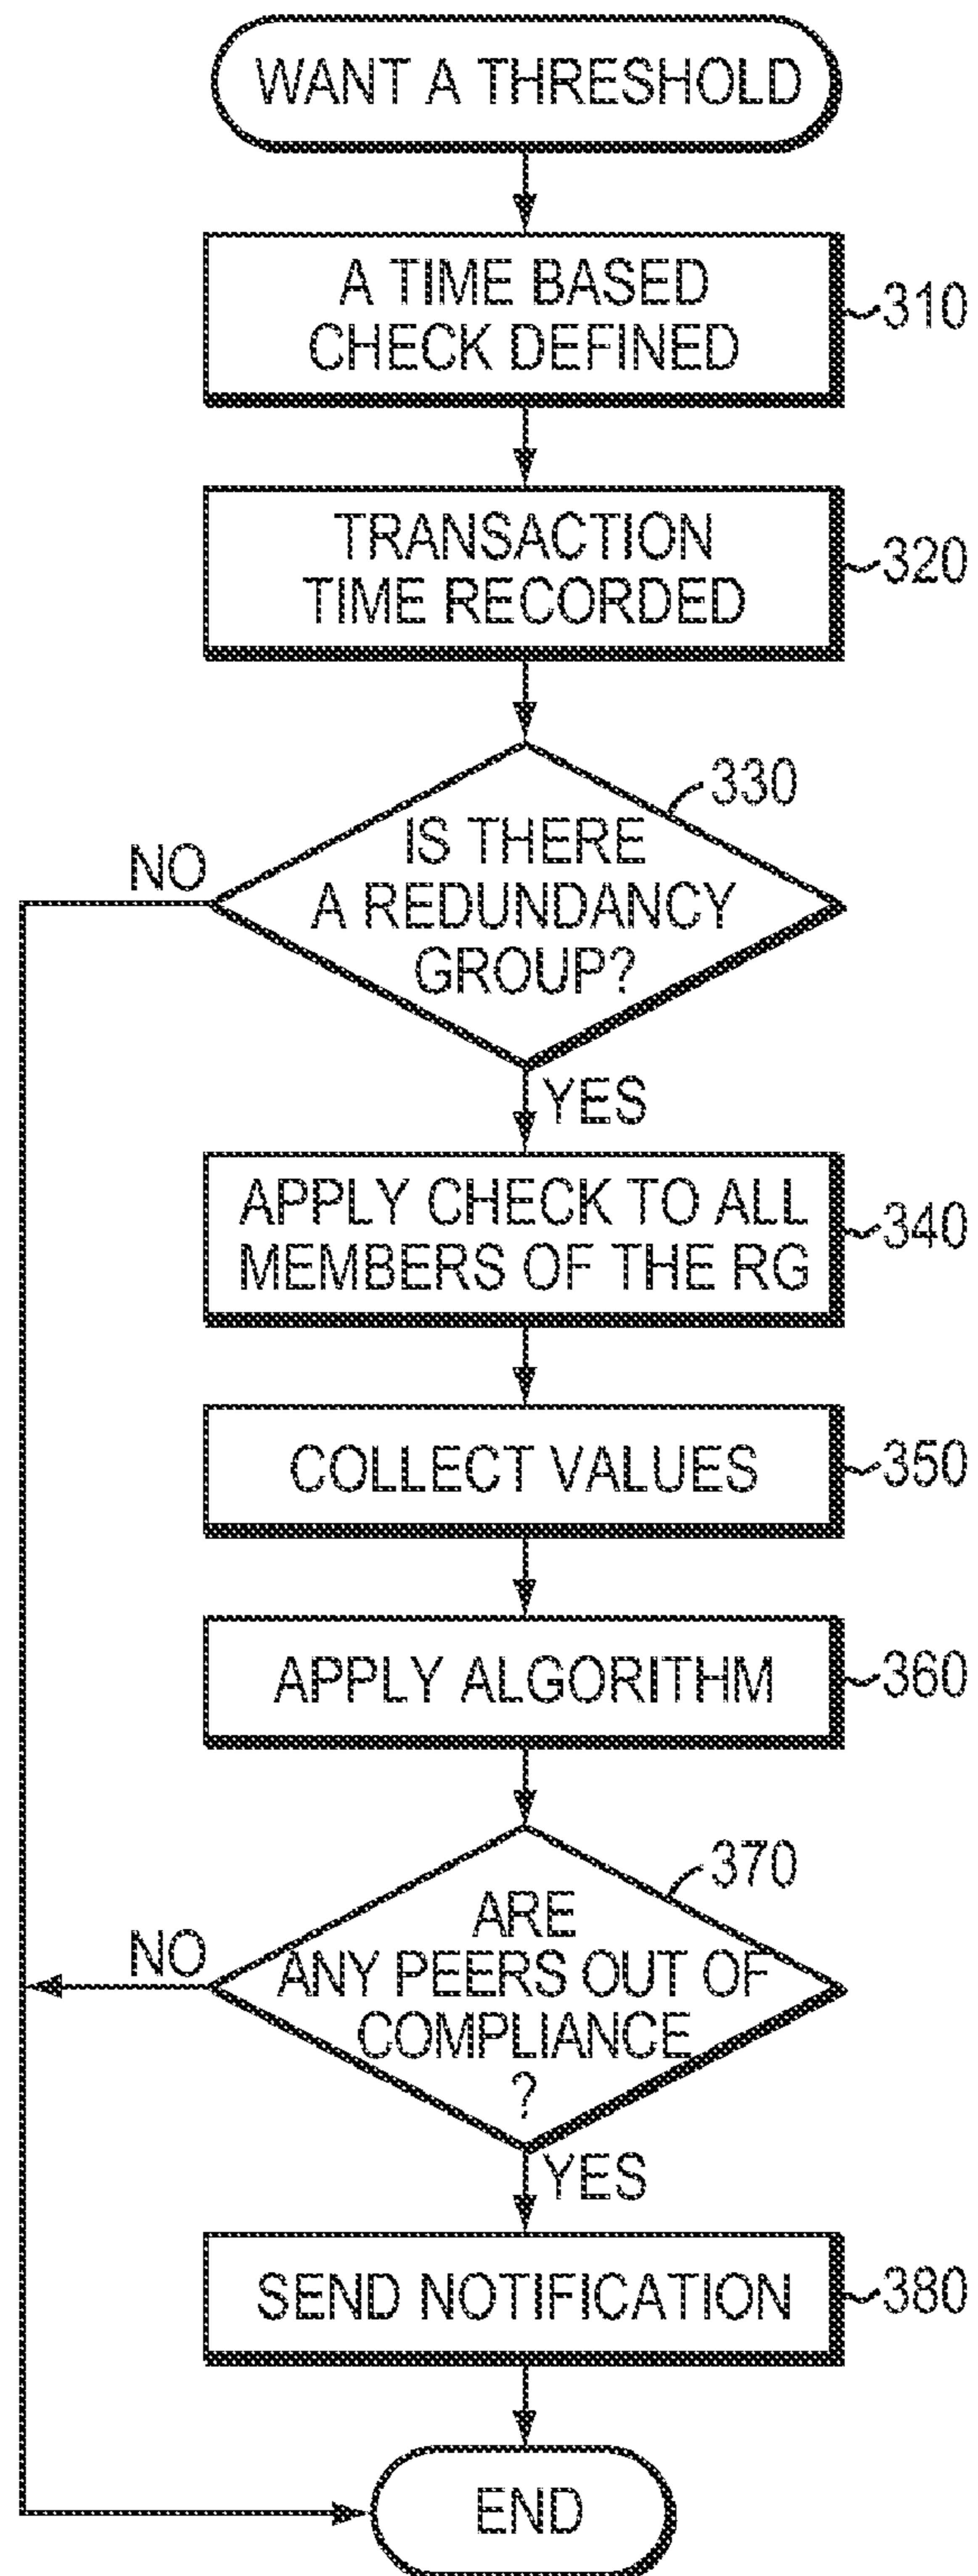 WANT A THRESHOLD
A TIME BASED
CHECK DEFINED
310
TRANSACTION
TIME RECORDED
320
330
IS THERE
A REDUNDANCY
GROUP?
NO
YES
APPLY CHECK TO ALL
MEMBERS OF THE RG
340
COLLECT VALUES
350
APPLY ALGORITHM
360
370
ARE
ANY PEERS OUT OF
COMPLIANCE
?
NO
YES
SEND NOTIFICATION
380
END